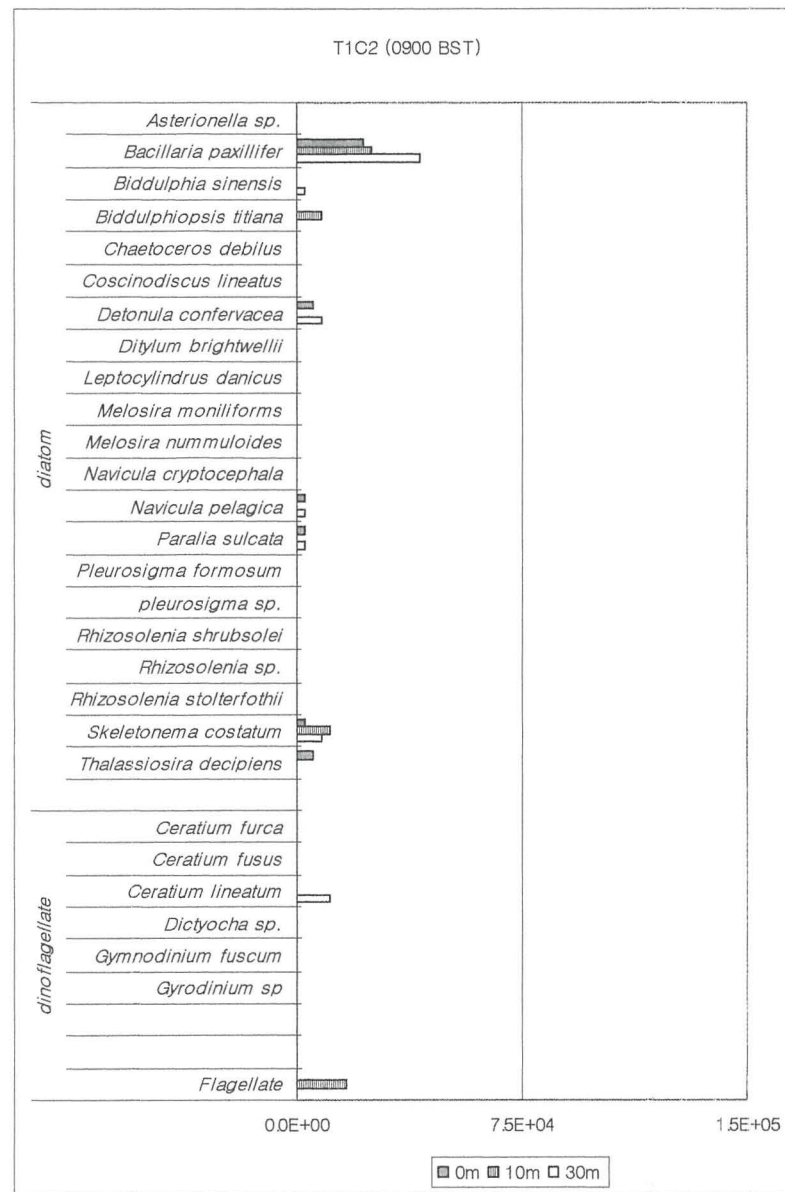 T1C2 (0900 BST)
diatom
Asterionella sp.
Bacillaria paxillifer
Biddulphia sinensis
Biddulphiopsis titiana
Chaetoceros debilus
Coscinodiscus lineatus
Detonula confervacea
Ditylum brightwellii
Leptocylindrus danicus
Melosira moniliforms
Melosira nummuloides
Navicula cryptocephala
Navicula pelagica
Paralia sulcata
Pleurosigma formosum
pleurosigma sp.
Rhizosolenia shrubsolei
Rhizosolenia sp.
Rhizosolenia stolterfothii
Skeletonema costatum
Thalassiosira decipiens
dinoflagellate
Ceratium furca
Ceratium fusus
Ceratium lineatum
Dictyocha sp.
Gymnodinium fuscum
Gyrodinium sp
Flagellate
0.0E+00 7.5E+04 1.5E+05
0m 10m 30m